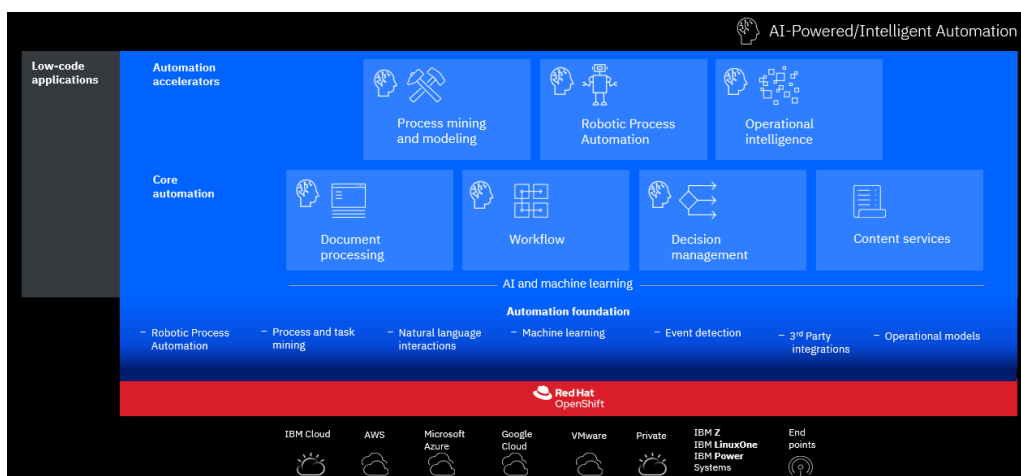 AI-Powered/Intelligent Automation
Low-code
applications
Automation
accelerators
Process mining
and modeling
Robotic Process
Automation
Operational
intelligence
Core
automation
Document
processing
Workflow
Decision
management
Content services
AI and machine learning
Automation foundation
– Robotic Process
Automation
– Process and task
mining
– Natural language
interactions
– Machine learning
– Event detection
– 3rd Party
integrations
– Operational models
Red Hat
OpenShift
IBM Cloud
AWS
Microsoft
Azure
Google
Cloud
VMware
Private
IBM Z
IBM LinuxOne
IBM Power
Systems
End
points